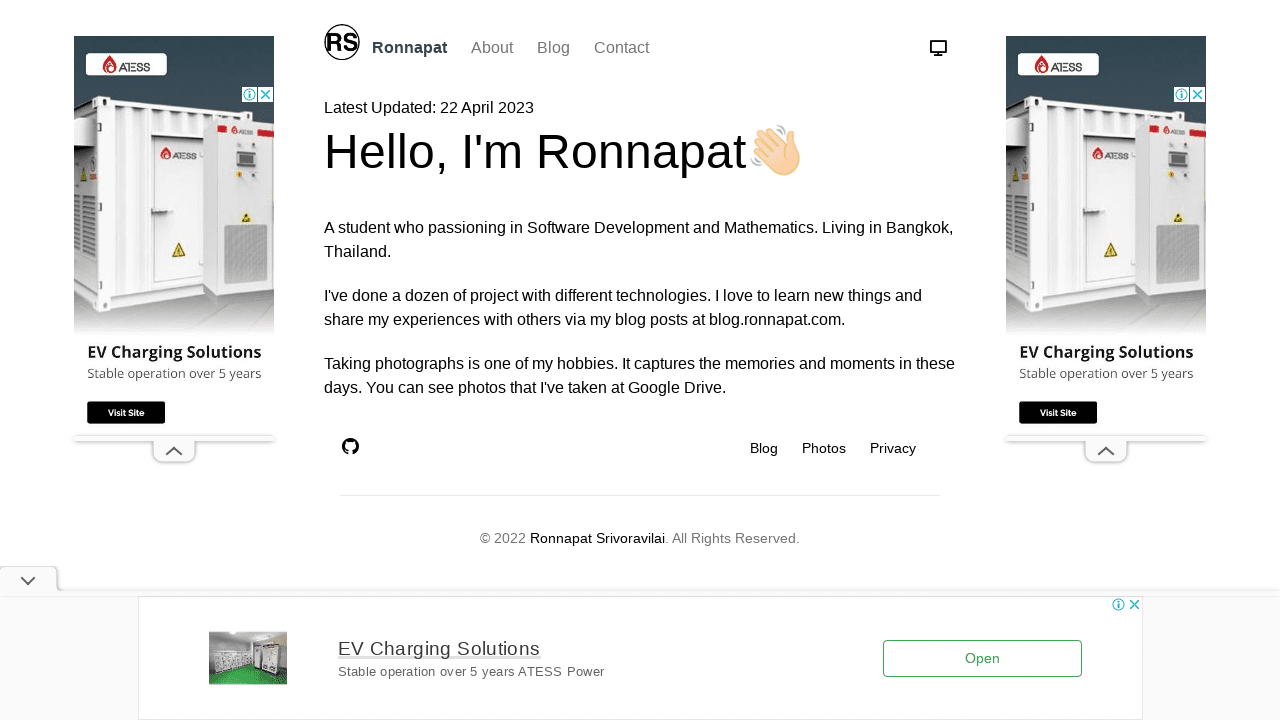 RS
Ronnapat
About
Blog
Contact
Latest Updated: 22 April 2023
Hello, I'm Ronnapat
A student who passioning in Software Development and Mathematics. Living in Bangkok,
Thailand.
I've done a dozen of project with different technologies. I love to learn new things and
share my experiences with others via my blog posts at blog.ronnapat.com.
Taking photographs is one of my hobbies. It captures the memories and moments in these
days. You can see photos that I've taken at Google Drive.
Blog
Photos
Privacy
© 2022 Ronnapat Srivoravilai. All Rights Reserved.
ATESS
ATESS
ATESS
EV Charging Solutions
Stable operation over 5 years
Visit Site
ATESS
ATESS
ATESS
EV Charging Solutions
Stable operation over 5 years
Visit Site
EV Charging Solutions
Stable operation over 5 years ATESS Power
Open